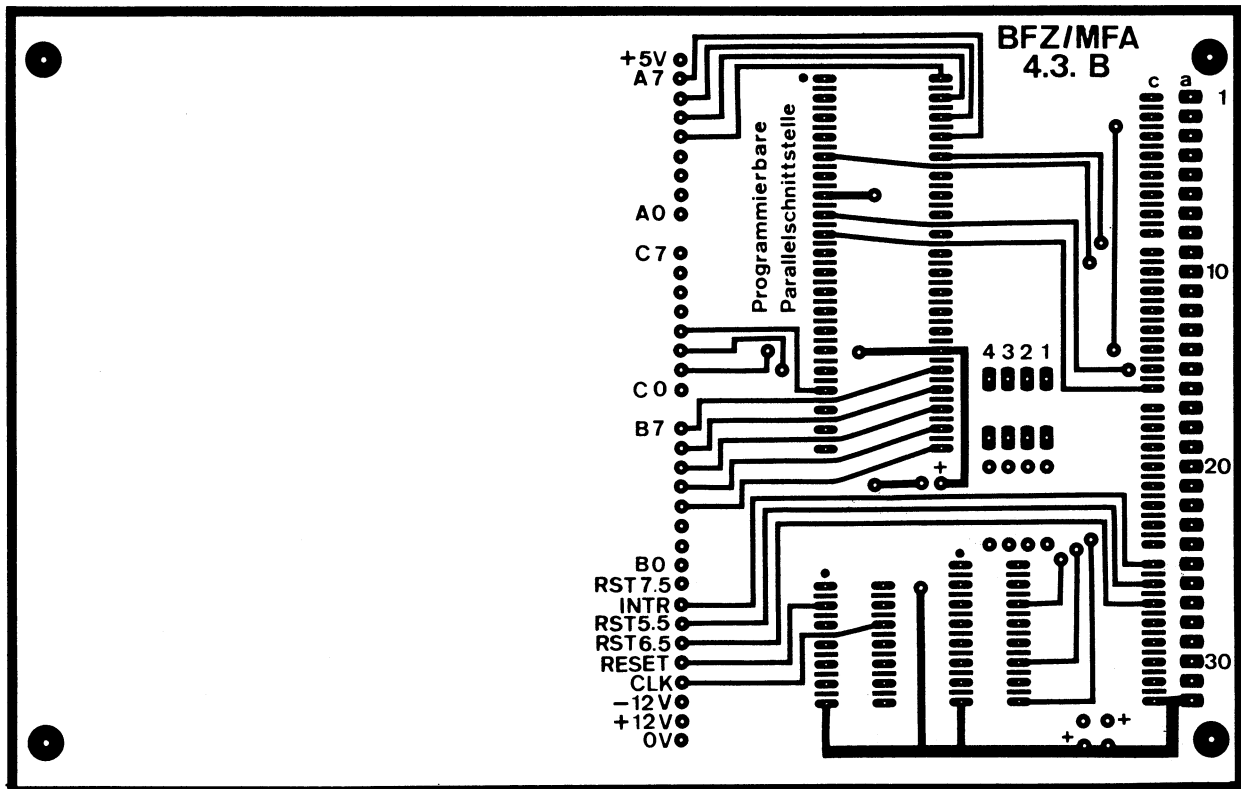 BFZ/MFA
4.3. B
c a
1
10
20
30
+5V
A7
A0
C7
C0
B7
B0
RST7.5
INTR
RST5.5
RST6.5
RESET
CLK
-12V
+12V
0V
Programmierbare
Parallelschnittstelle
4 3 2 1
+
+
+